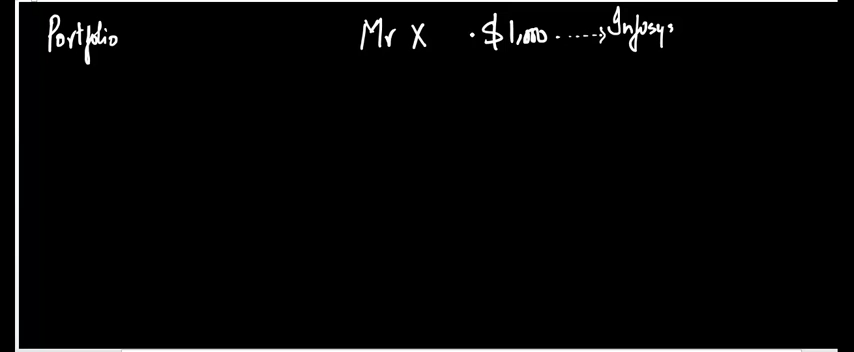 Portfolio Mr X . $1,000 .....> Infosys